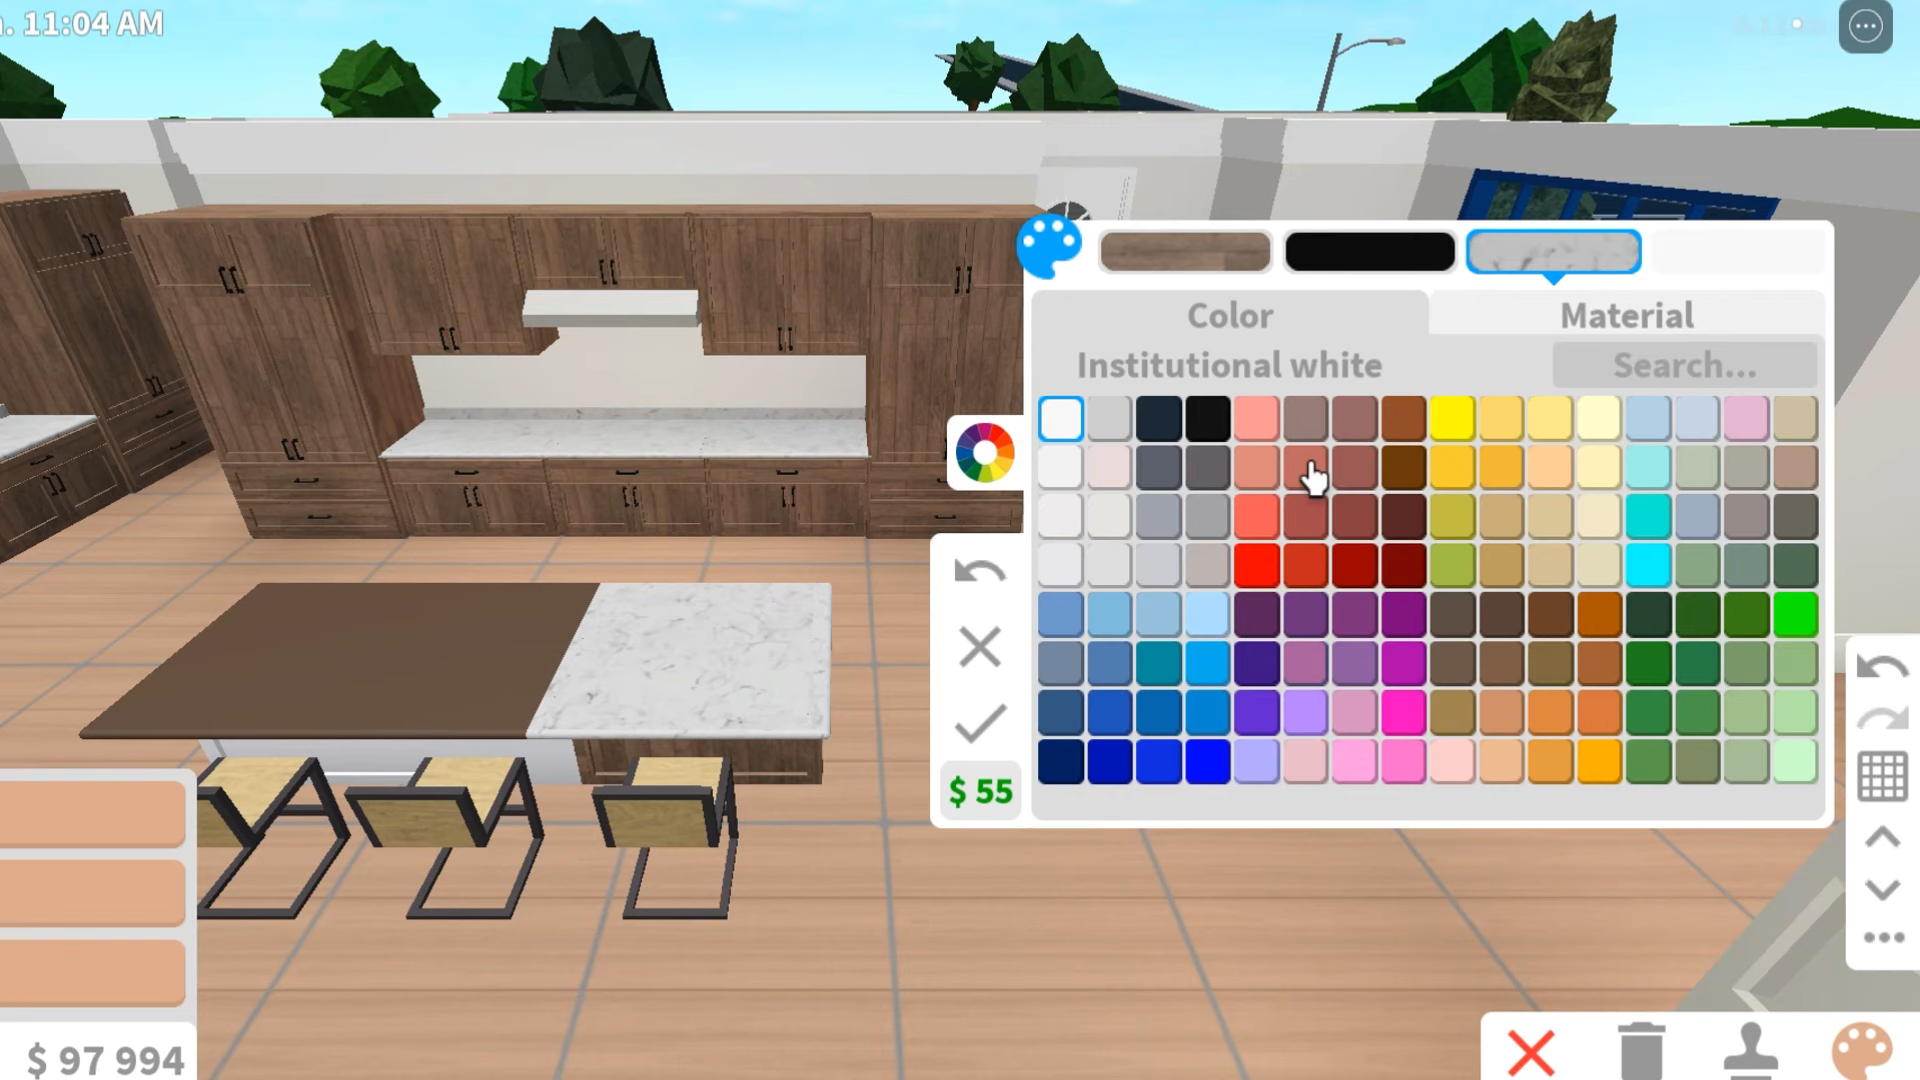 . 11:04 AM
Color
Material
Institutional white
Search...
$ 55
$ 97 994